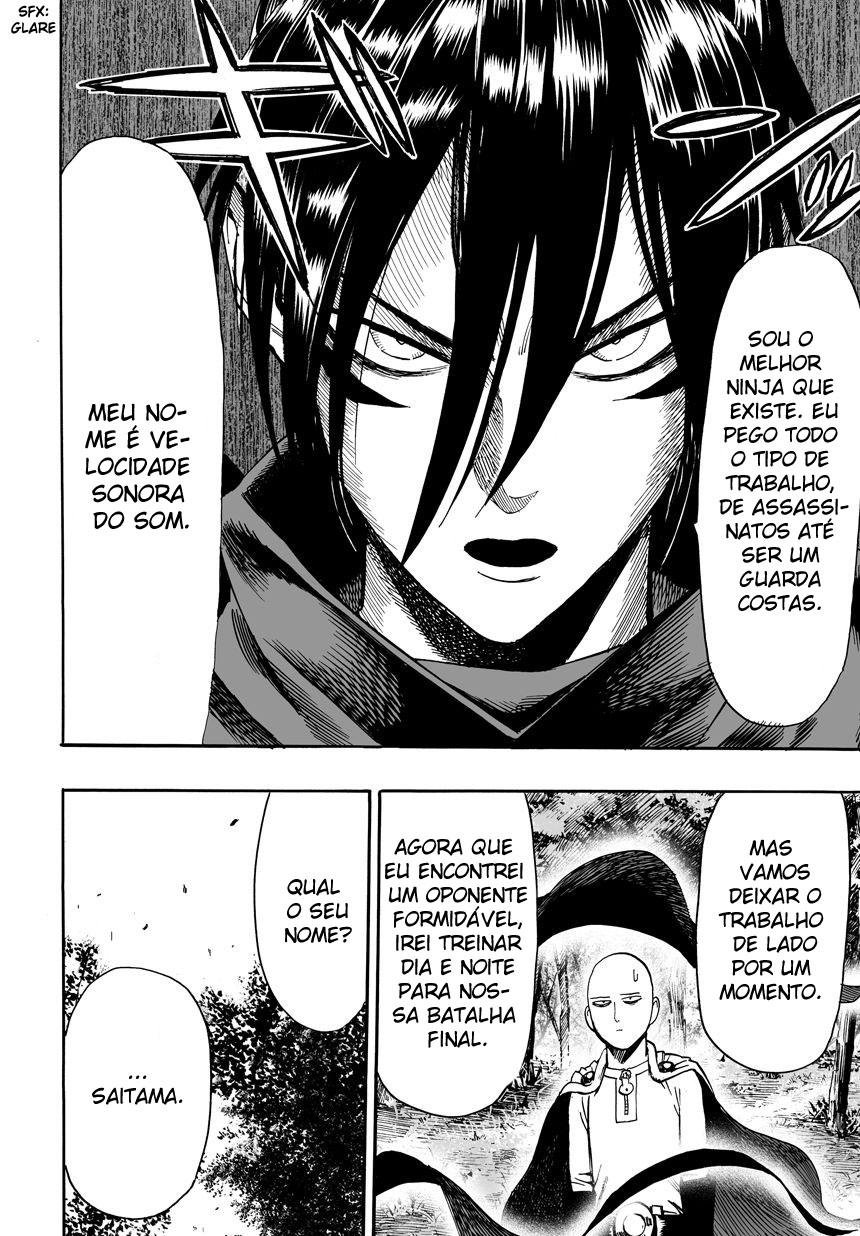 SFX:
GLARE
SOU O
MELHOR
NINJA QUE
EXISTE. EU
PEGO TODO
O TIPO DE
TRABALHO,
DE ASSASSI-
NATOS ATÉ
SER UM
GUARDA
COSTAS.
MEU NO-
ME É VE-
LOCIDADE
SONORA
DO SOM.
MAS
VAMOS
DEIXAR O
TRABALHO
DE LADO
POR UM
MOMENTO.
AGORA QUE
EU ENCONTREI
UM OPONENTE
FORMIDÁVEL,
IREI TREINAR
DIA E NOITE
PARA NOS-
SA BATALHA
FINAL.
QUAL
O SEU
NOME?
...
SAITAMA.